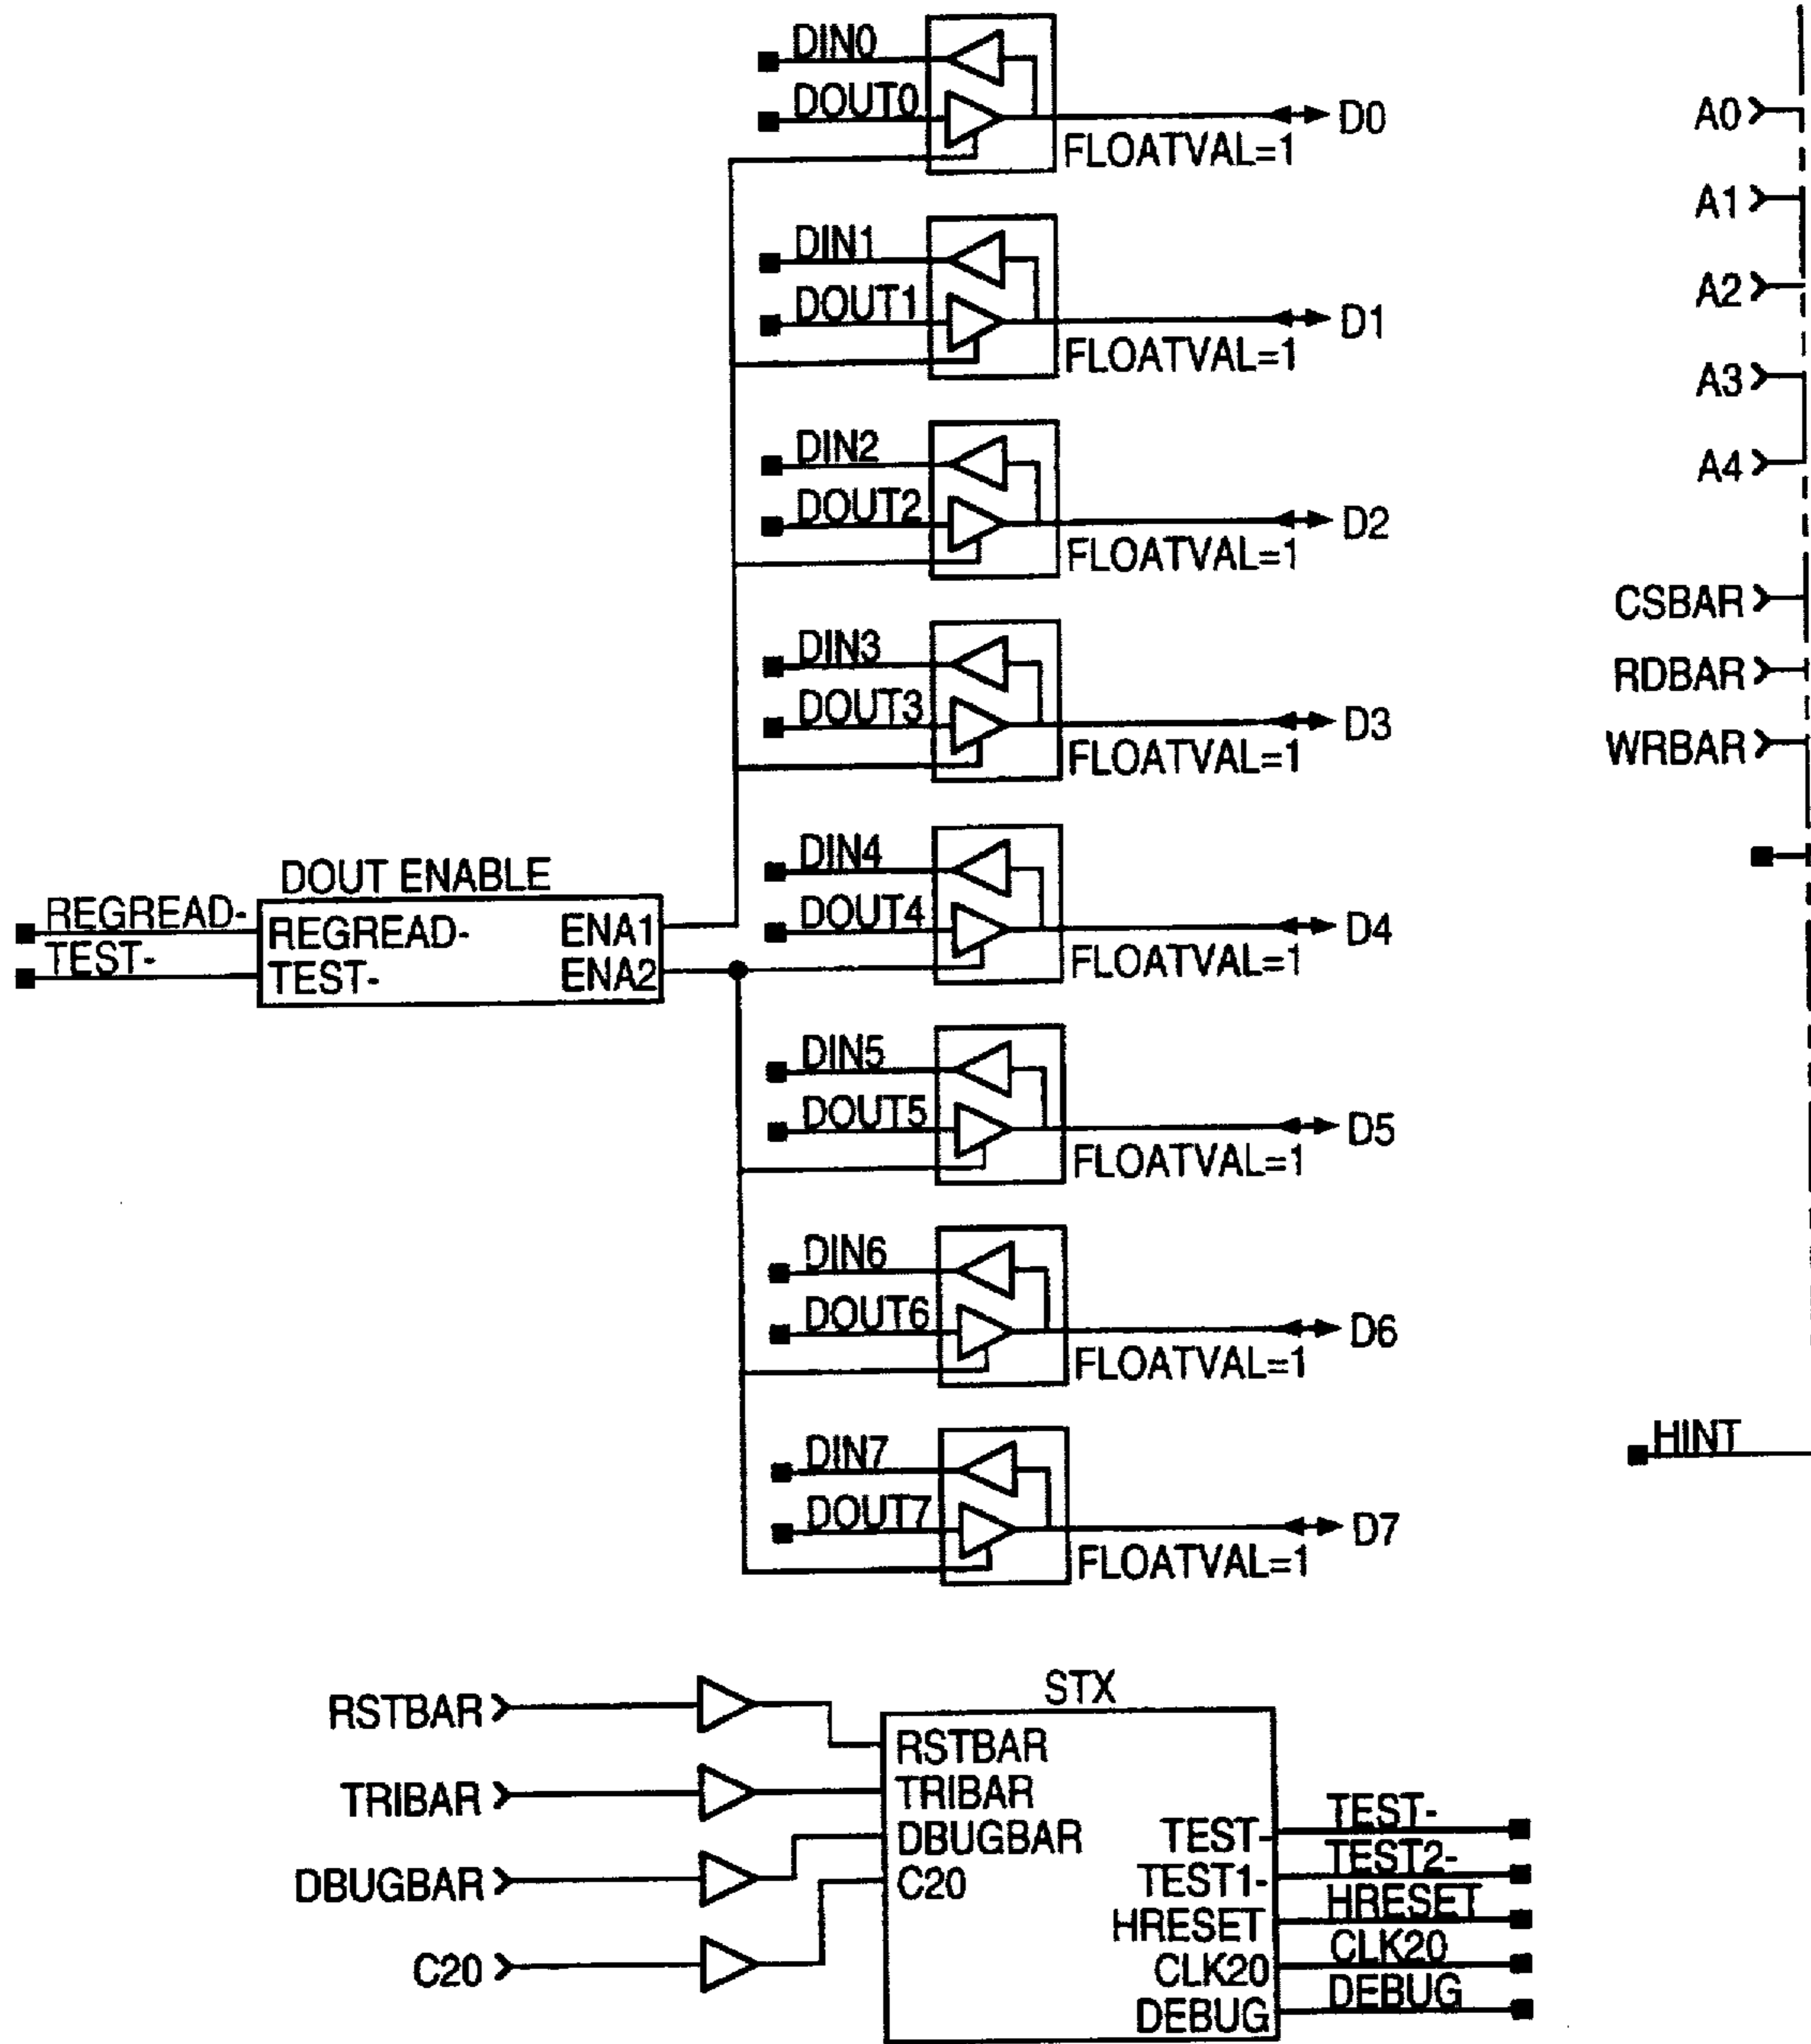 DIN0
DOUT0
D0
FLOATVAL=1
DIN1
DOUT1
D1
FLOATVAL=1
DIN2
DOUT2
D2
FLOATVAL=1
DIN3
DOUT3
D3
FLOATVAL=1
DIN4
DOUT4
D4
FLOATVAL=1
DIN5
DOUT5
D5
FLOATVAL=1
DIN6
DOUT6
D6
FLOATVAL=1
DIN7
DOUT7
D7
FLOATVAL=1
DOUT ENABLE
REGREAD-
TEST-
REGREAD- ENA1
TEST- ENA2
A0
A1
A2
A3
A4
CSBAR
RDBAR
WRBAR
HINT
STX
RSTBAR
TRIBAR
DBUGBAR
C20
RSTBAR
TRIBAR
DBUGBAR
C20
TEST-
TEST1-
HRESET
CLK20
DEBUG
TEST-
TEST2-
HRESET
CLK20
DEBUG